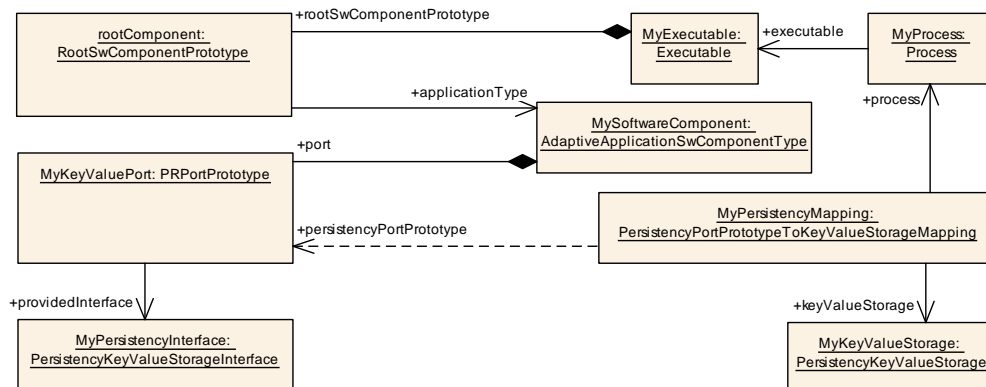 +rootSwComponentPrototype
rootComponent:
RootSwComponentPrototype
MyExecutable:
Executable
+executable
MyProcess:
Process
+applicationType
+process
MySoftwareComponent:
AdaptiveApplicationSwComponentType
+port
MyKeyValuePort: PRPortPrototype
MyPersistencyMapping:
PersistencyPortPrototypeToKeyValueStorageMapping
+persistencyPortPrototype
+providedInterface
+keyValueStorage
MyPersistencyInterface:
PersistencyKeyValueStorageInterface
MyKeyValueStorage:
PersistencyKeyValueStorage